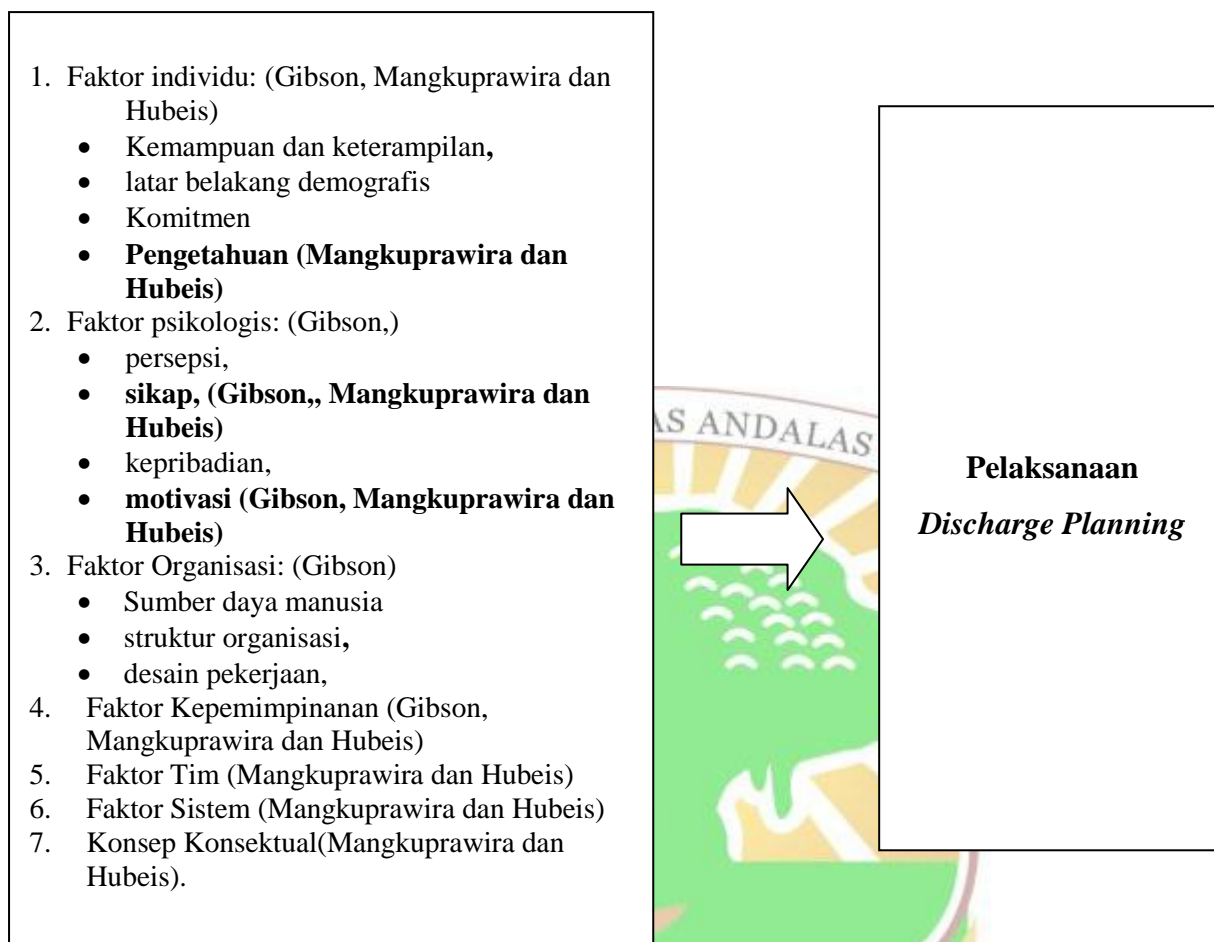 1. Faktor individu: (Gibson, Mangkuprawira dan
Hubeis)
• Kemampuan dan keterampilan,
• latar belakang demografis
• Komitmen
• Pengetahuan (Mangkuprawira dan
Hubeis)
2. Faktor psikologis: (Gibson,)
• persepsi,
• sikap, (Gibson,, Mangkuprawira dan
Hubeis)
• kepribadian,
• motivasi (Gibson, Mangkuprawira dan
Hubeis)
3. Faktor Organisasi: (Gibson)
• Sumber daya manusia
• struktur organisasi,
• desain pekerjaan,
4. Faktor Kepemimpinanan (Gibson,
Mangkuprawira dan Hubeis)
5. Faktor Tim (Mangkuprawira dan Hubeis)
6. Faktor Sistem (Mangkuprawira dan Hubeis)
7. Konsep Konsektual(Mangkuprawira dan
Hubeis).
AS ANDALAS
Pelaksanaan
Discharge Planning